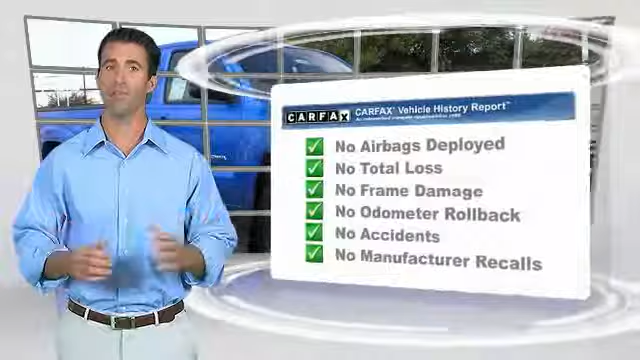 CARFAX CARFAX® Vehicle History Report™
No Airbags Deployed
No Total Loss
No Frame Damage
No Odometer Rollback
No Accidents
No Manufacturer Recalls